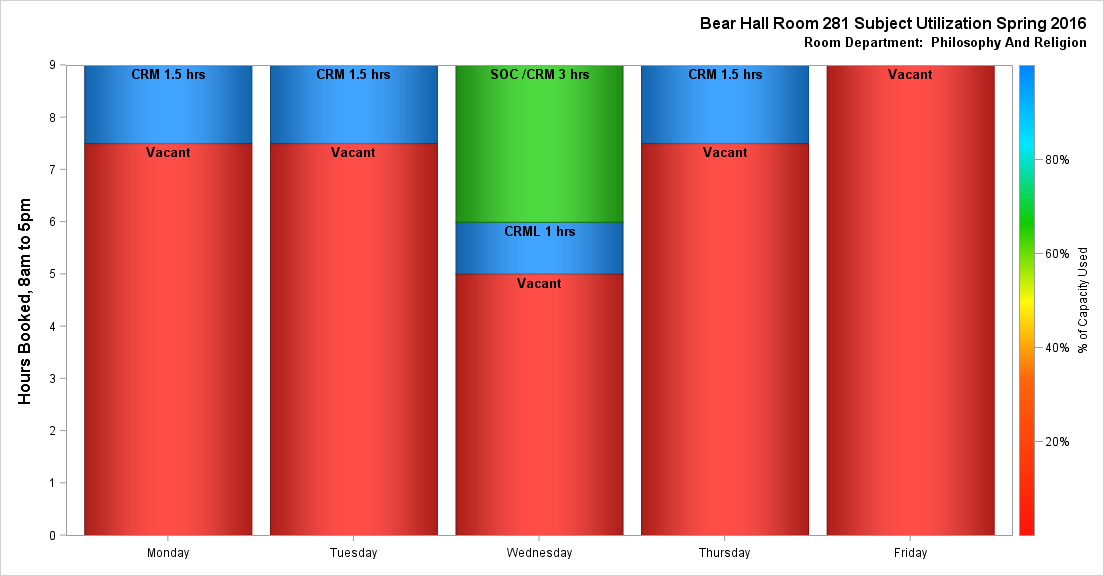 Bear Hall Room 281 Subject Utilization Spring 2016
Room Department:  Philosophy And Religion
Hours Booked, 8am to 5pm
9
8
7
6
5
4
3
2
1
0
CRM 1.5 hrs
Vacant
CRM 1.5 hrs
Vacant
SOC /CRM 3 hrs
CRML 1 hrs
Vacant
CRM 1.5 hrs
Vacant
Vacant
Monday
Tuesday
Wednesday
Thursday
Friday
80%
60%
40%
20%
% of Capacity Used